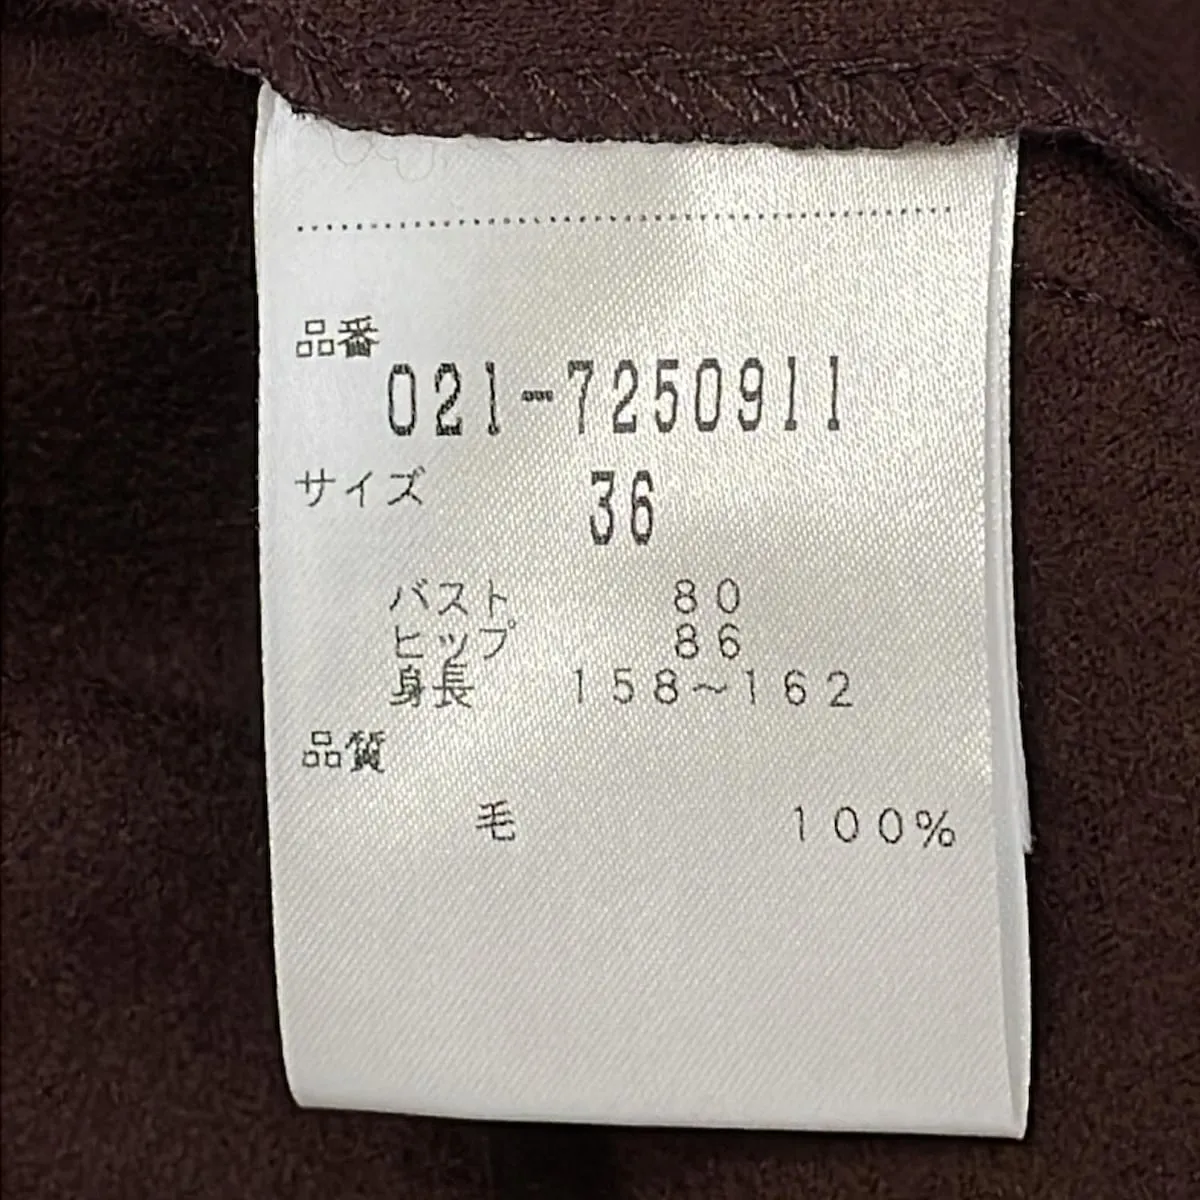 品番
021-7250911
サイズ 36
バスト 80
ヒップ 86
身長 158～162
品質
毛 100%